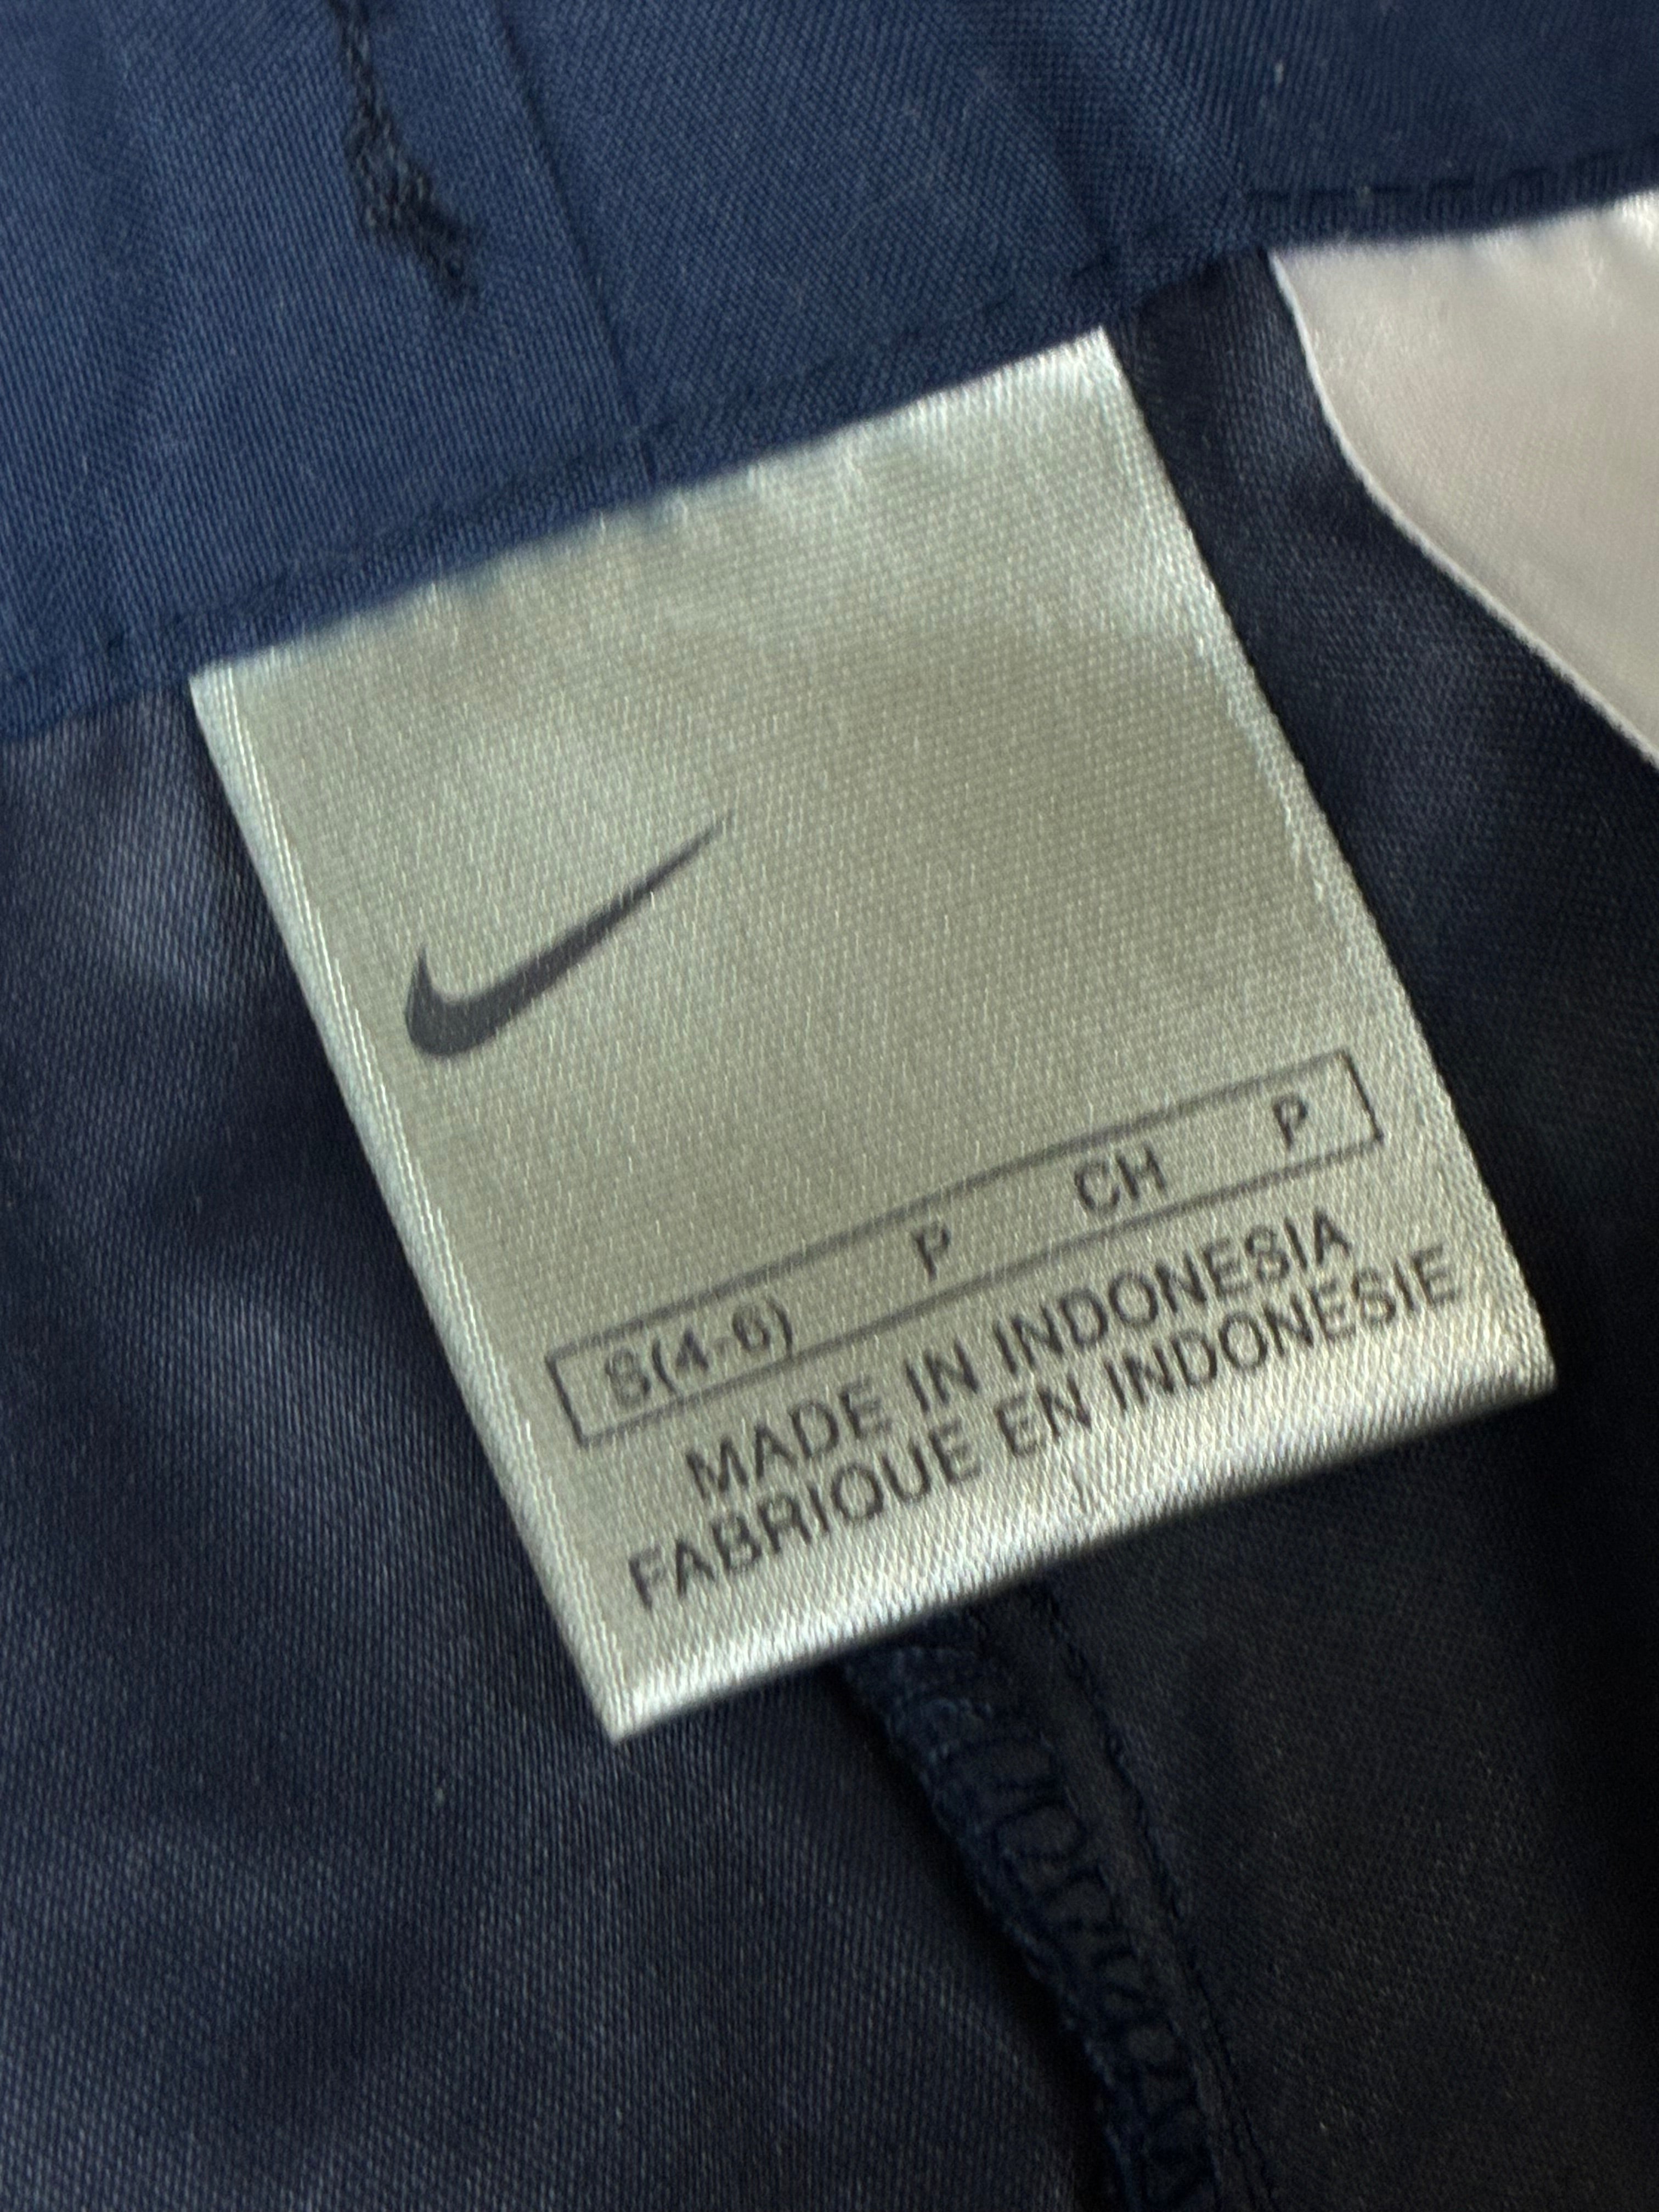 S(4-6) P CH P
MADE IN INDONESIA
FABRIQUE EN INDONESIE